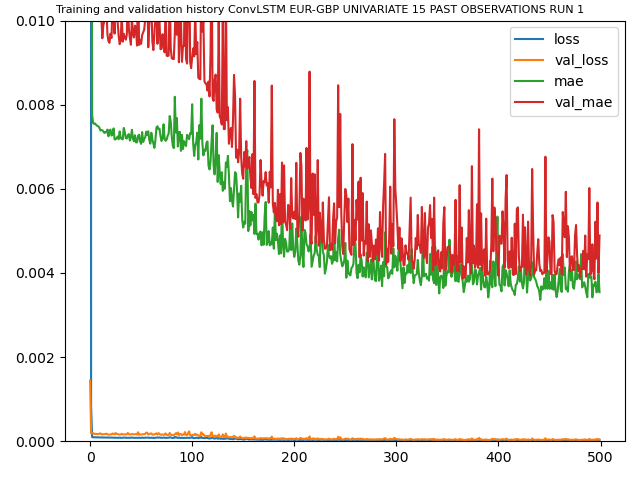 Training and validation history ConvLSTM EUR-GBP UNIVARIATE 15 PAST OBSERVATIONS RUN 1
0.010
0.008
0.006
0.004
0.002
0.000
loss
val_loss
mae
val_mae
0 100 200 300 400 500